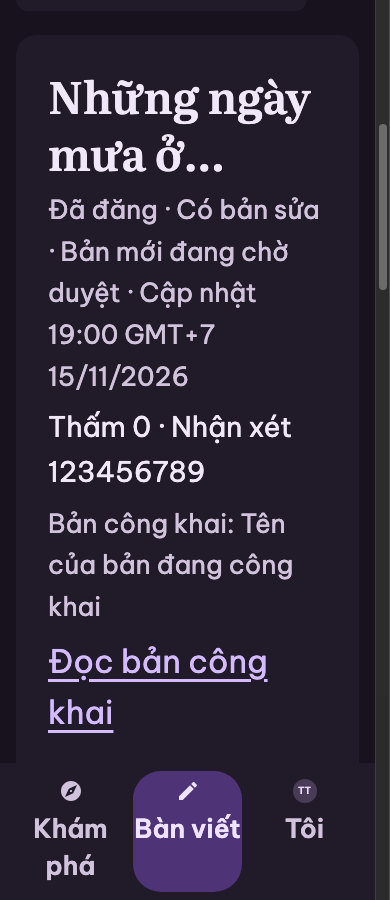 Những ngày
mưa ở...
Đã đăng · Có bản sửa
· Bản mới đang chờ
duyệt · Cập nhật
19:00 GMT+7
15/11/2026
Thấm 0 · Nhận xét
123456789
Bản công khai: Tên
của bản đang công
khai
Đọc bản công
khai
Khám
phá
Bàn viết
TT
Tôi